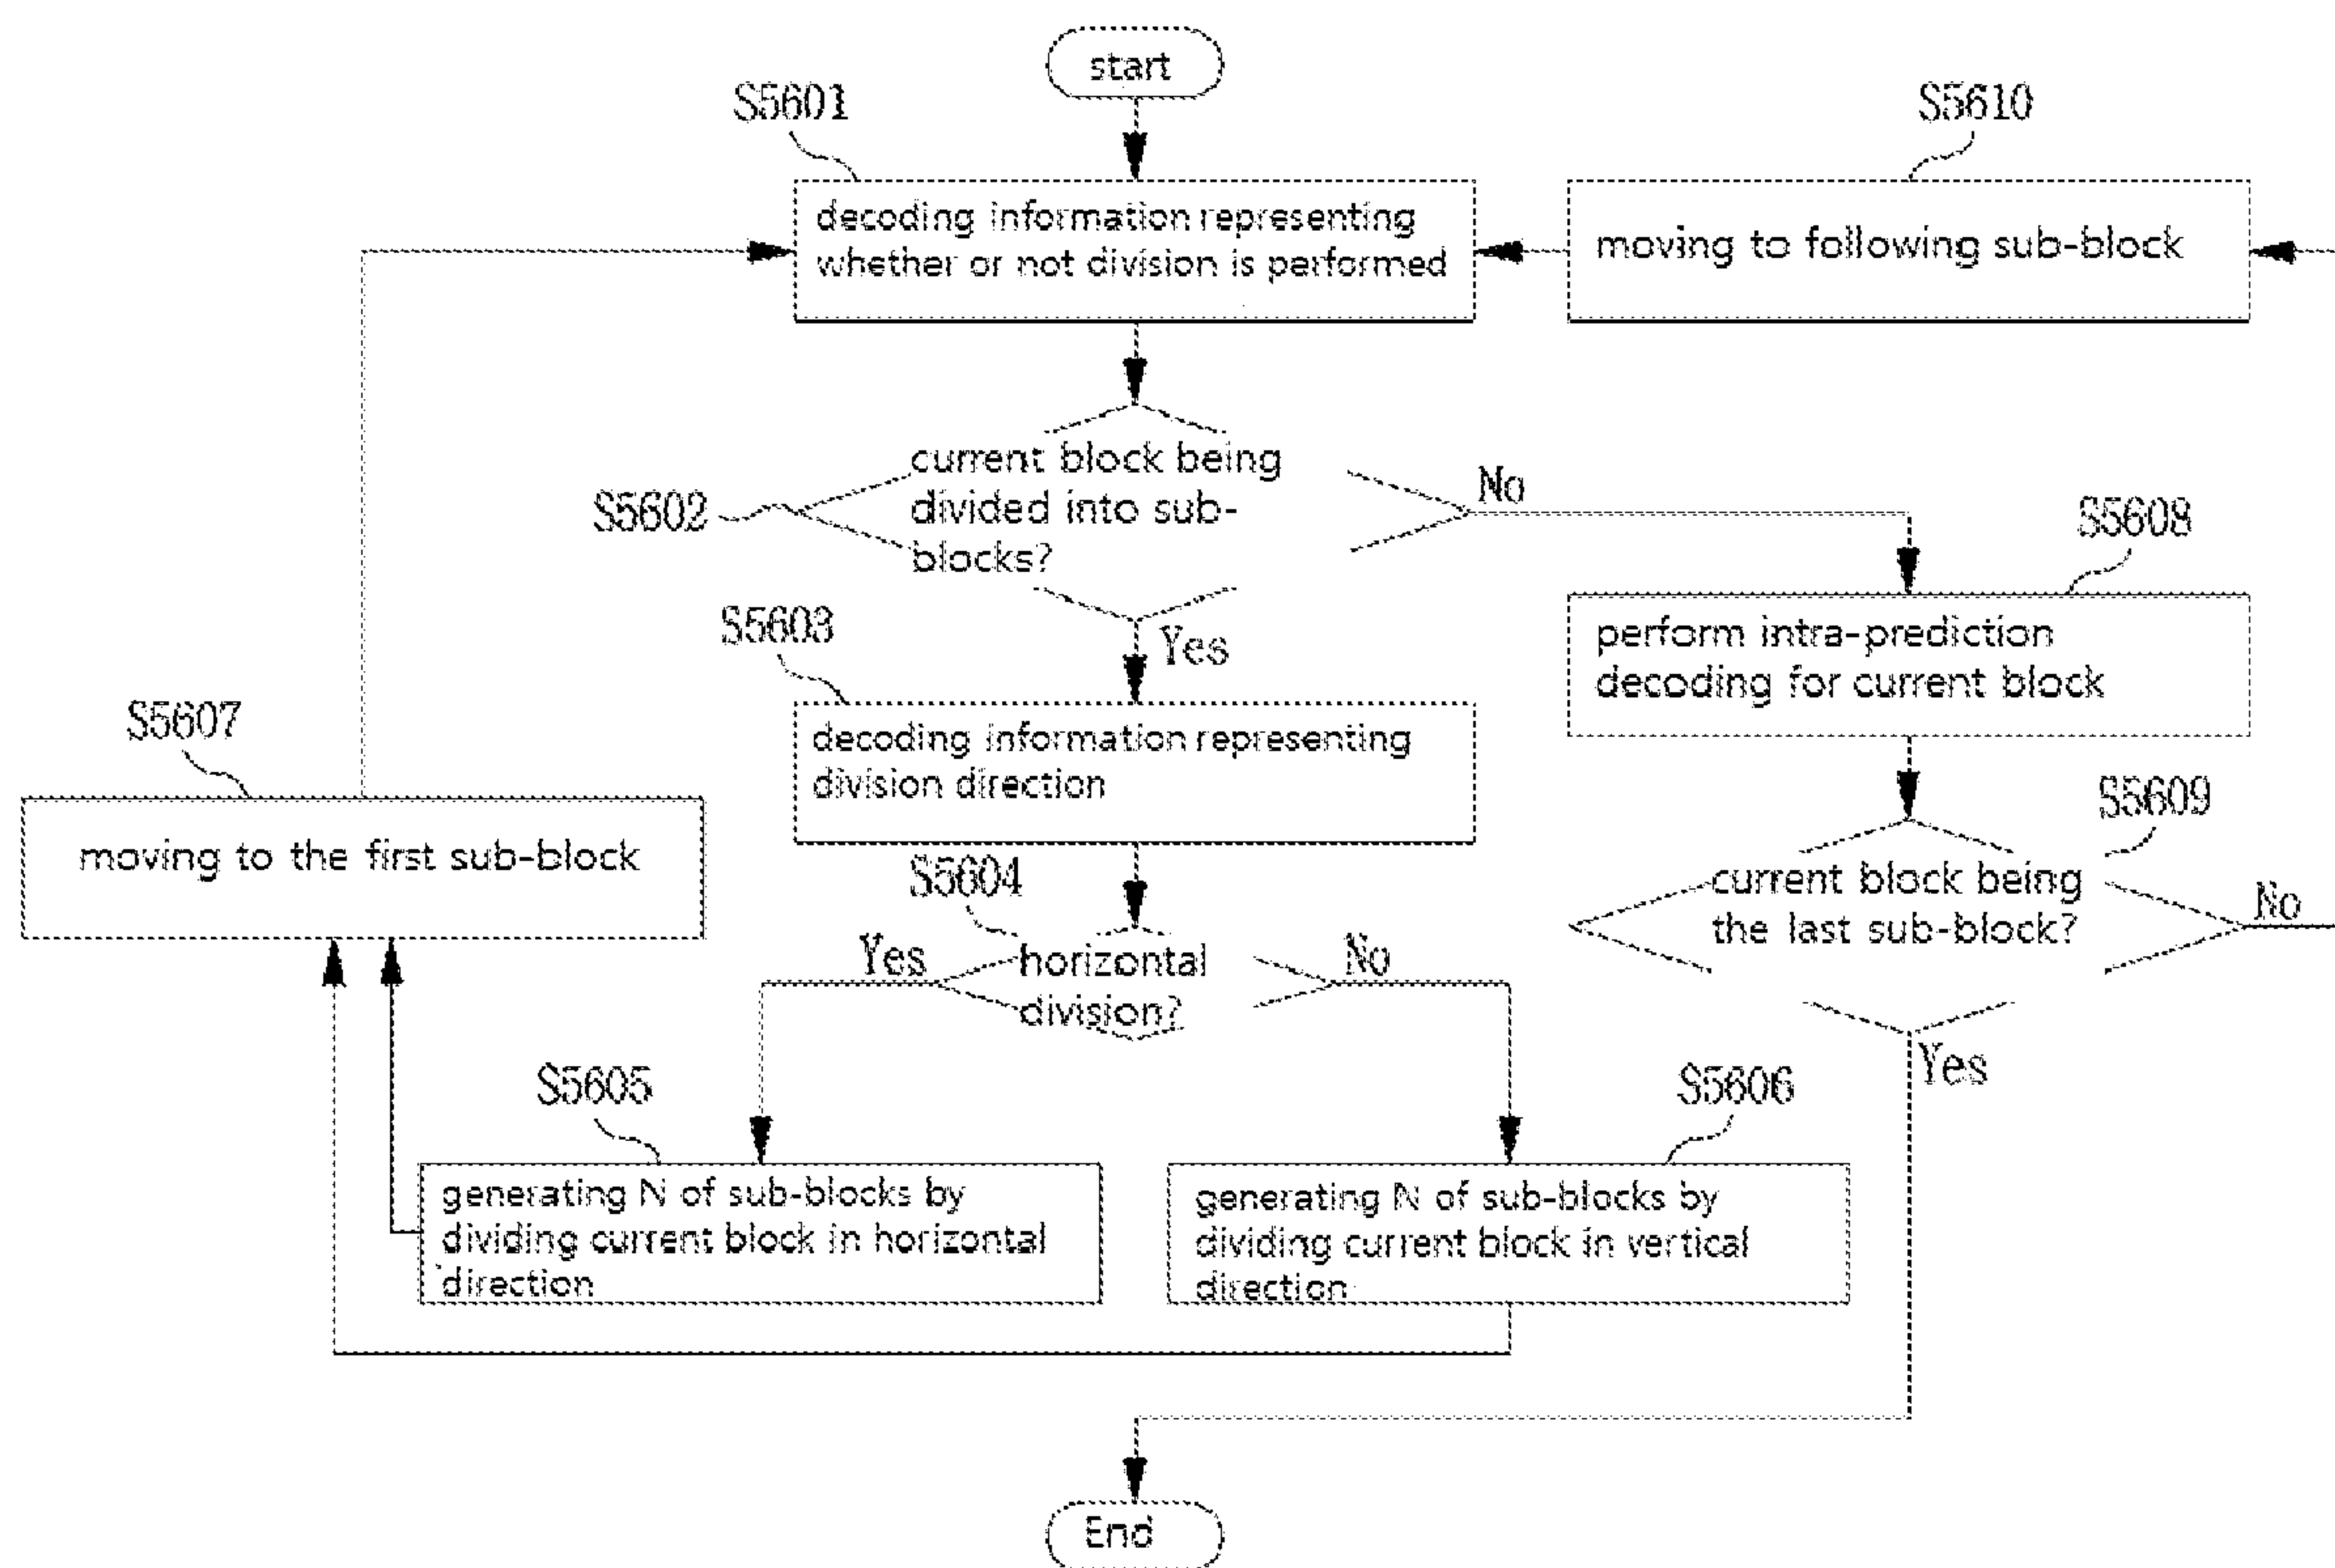 start
S5601
S5610
decoding information representing
whether or not division is performed
moving to following sub-block
S5602
current block being
divided into sub-
blocks?
No
Yes
S5608
perform intra-prediction
decoding for current block
S5603
decoding information representing
division direction
S5607
moving to the first sub-block
S5609
current block being
the last sub-block?
No
Yes
S5604
horizontal
division?
Yes
No
S5605
generating N of sub-blocks by
dividing current block in horizontal
direction
S5606
generating N of sub-blocks by
dividing current block in vertical
direction
End